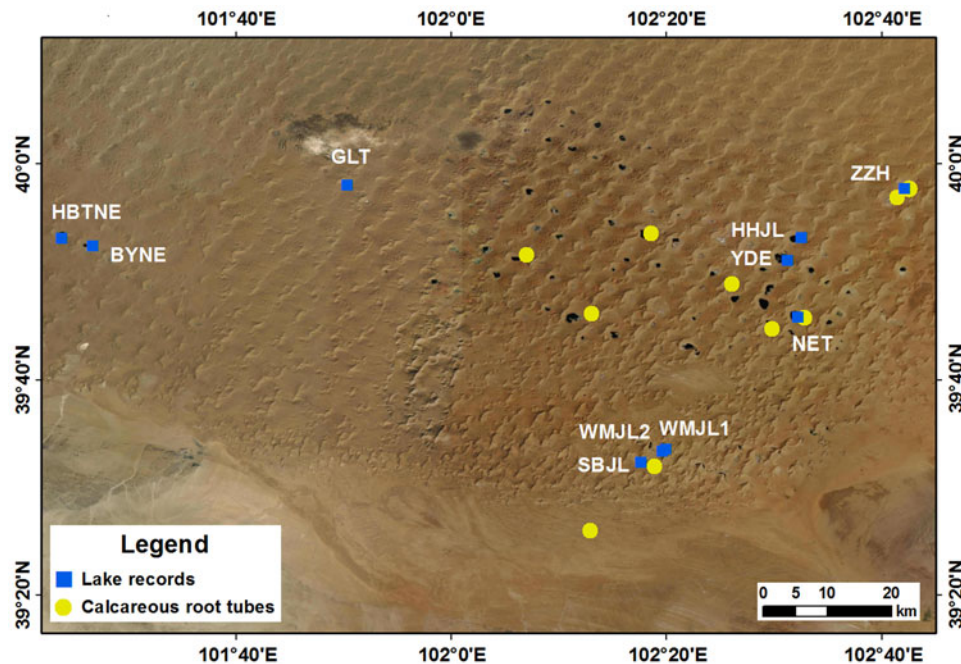 101°40'E 102°0'E 102°20'E 102°40'E
40°0'N 40°0'N
GLT
ZZH
HBTNE
HHJL
BYNE
YDE
NET
39°40'N 39°40'N
WMJL2 WMJL1
SBJL
Legend
Lake records
Calcareous root tubes
39°20'N 39°20'N
0 5 10 20
km
101°40'E 102°0'E 102°20'E 102°40'E